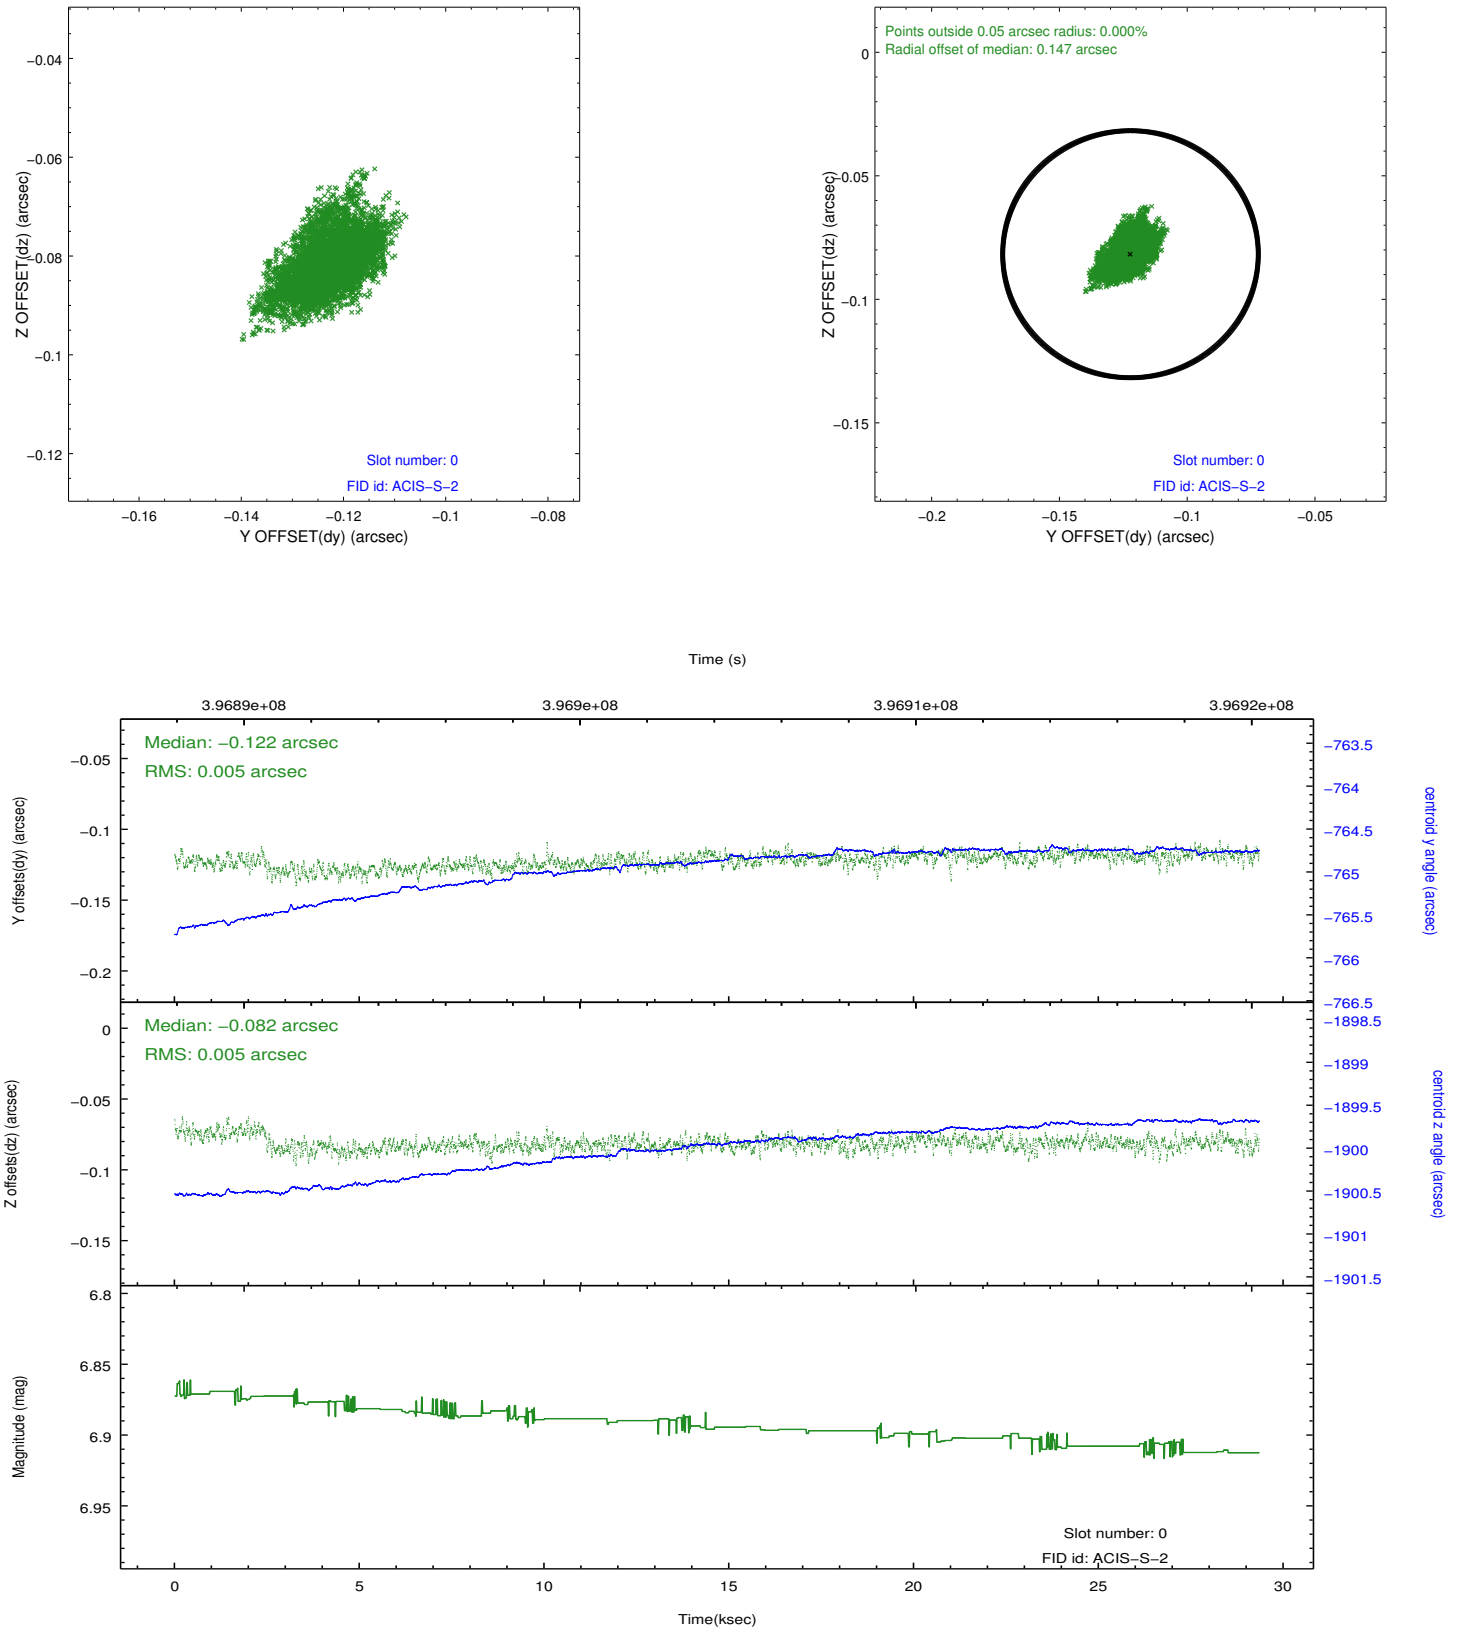 −0.04
−0.06
−0.08
−0.1
−0.12
Z OFFSET(dz) (arcsec)
Slot number: 0
FID id: ACIS−S−2
−0.16 −0.14 −0.12 −0.1 −0.08
Y OFFSET(dy) (arcsec)
Points outside 0.05 arcsec radius: 0.000%
Radial offset of median: 0.147 arcsec
0
−0.05
−0.1
−0.15
Z OFFSET(dz) (arcsec)
Slot number: 0
FID id: ACIS−S−2
−0.2 −0.15 −0.1 −0.05
Y OFFSET(dy) (arcsec)
Time (s)
3.9689e+08 3.969e+08 3.9691e+08 3.9692e+08
Median: −0.122 arcsec
RMS: 0.005 arcsec
−0.05
−0.1
−0.15
−0.2
Y offsets(dy) (arcsec)
−763.5
−764
−764.5
−765
−765.5
−766
−766.5
centroid y angle (arcsec)
Median: −0.082 arcsec
RMS: 0.005 arcsec
0
−0.05
−0.1
−0.15
Z offsets(dz) (arcsec)
−1898.5
−1899
−1899.5
−1900
−1900.5
−1901
−1901.5
centroid z angle (arcsec)
6.8
6.85
6.9
6.95
Magnitude (mag)
Slot number: 0
FID id: ACIS−S−2
0 5 10 15 20 25 30
Time(ksec)